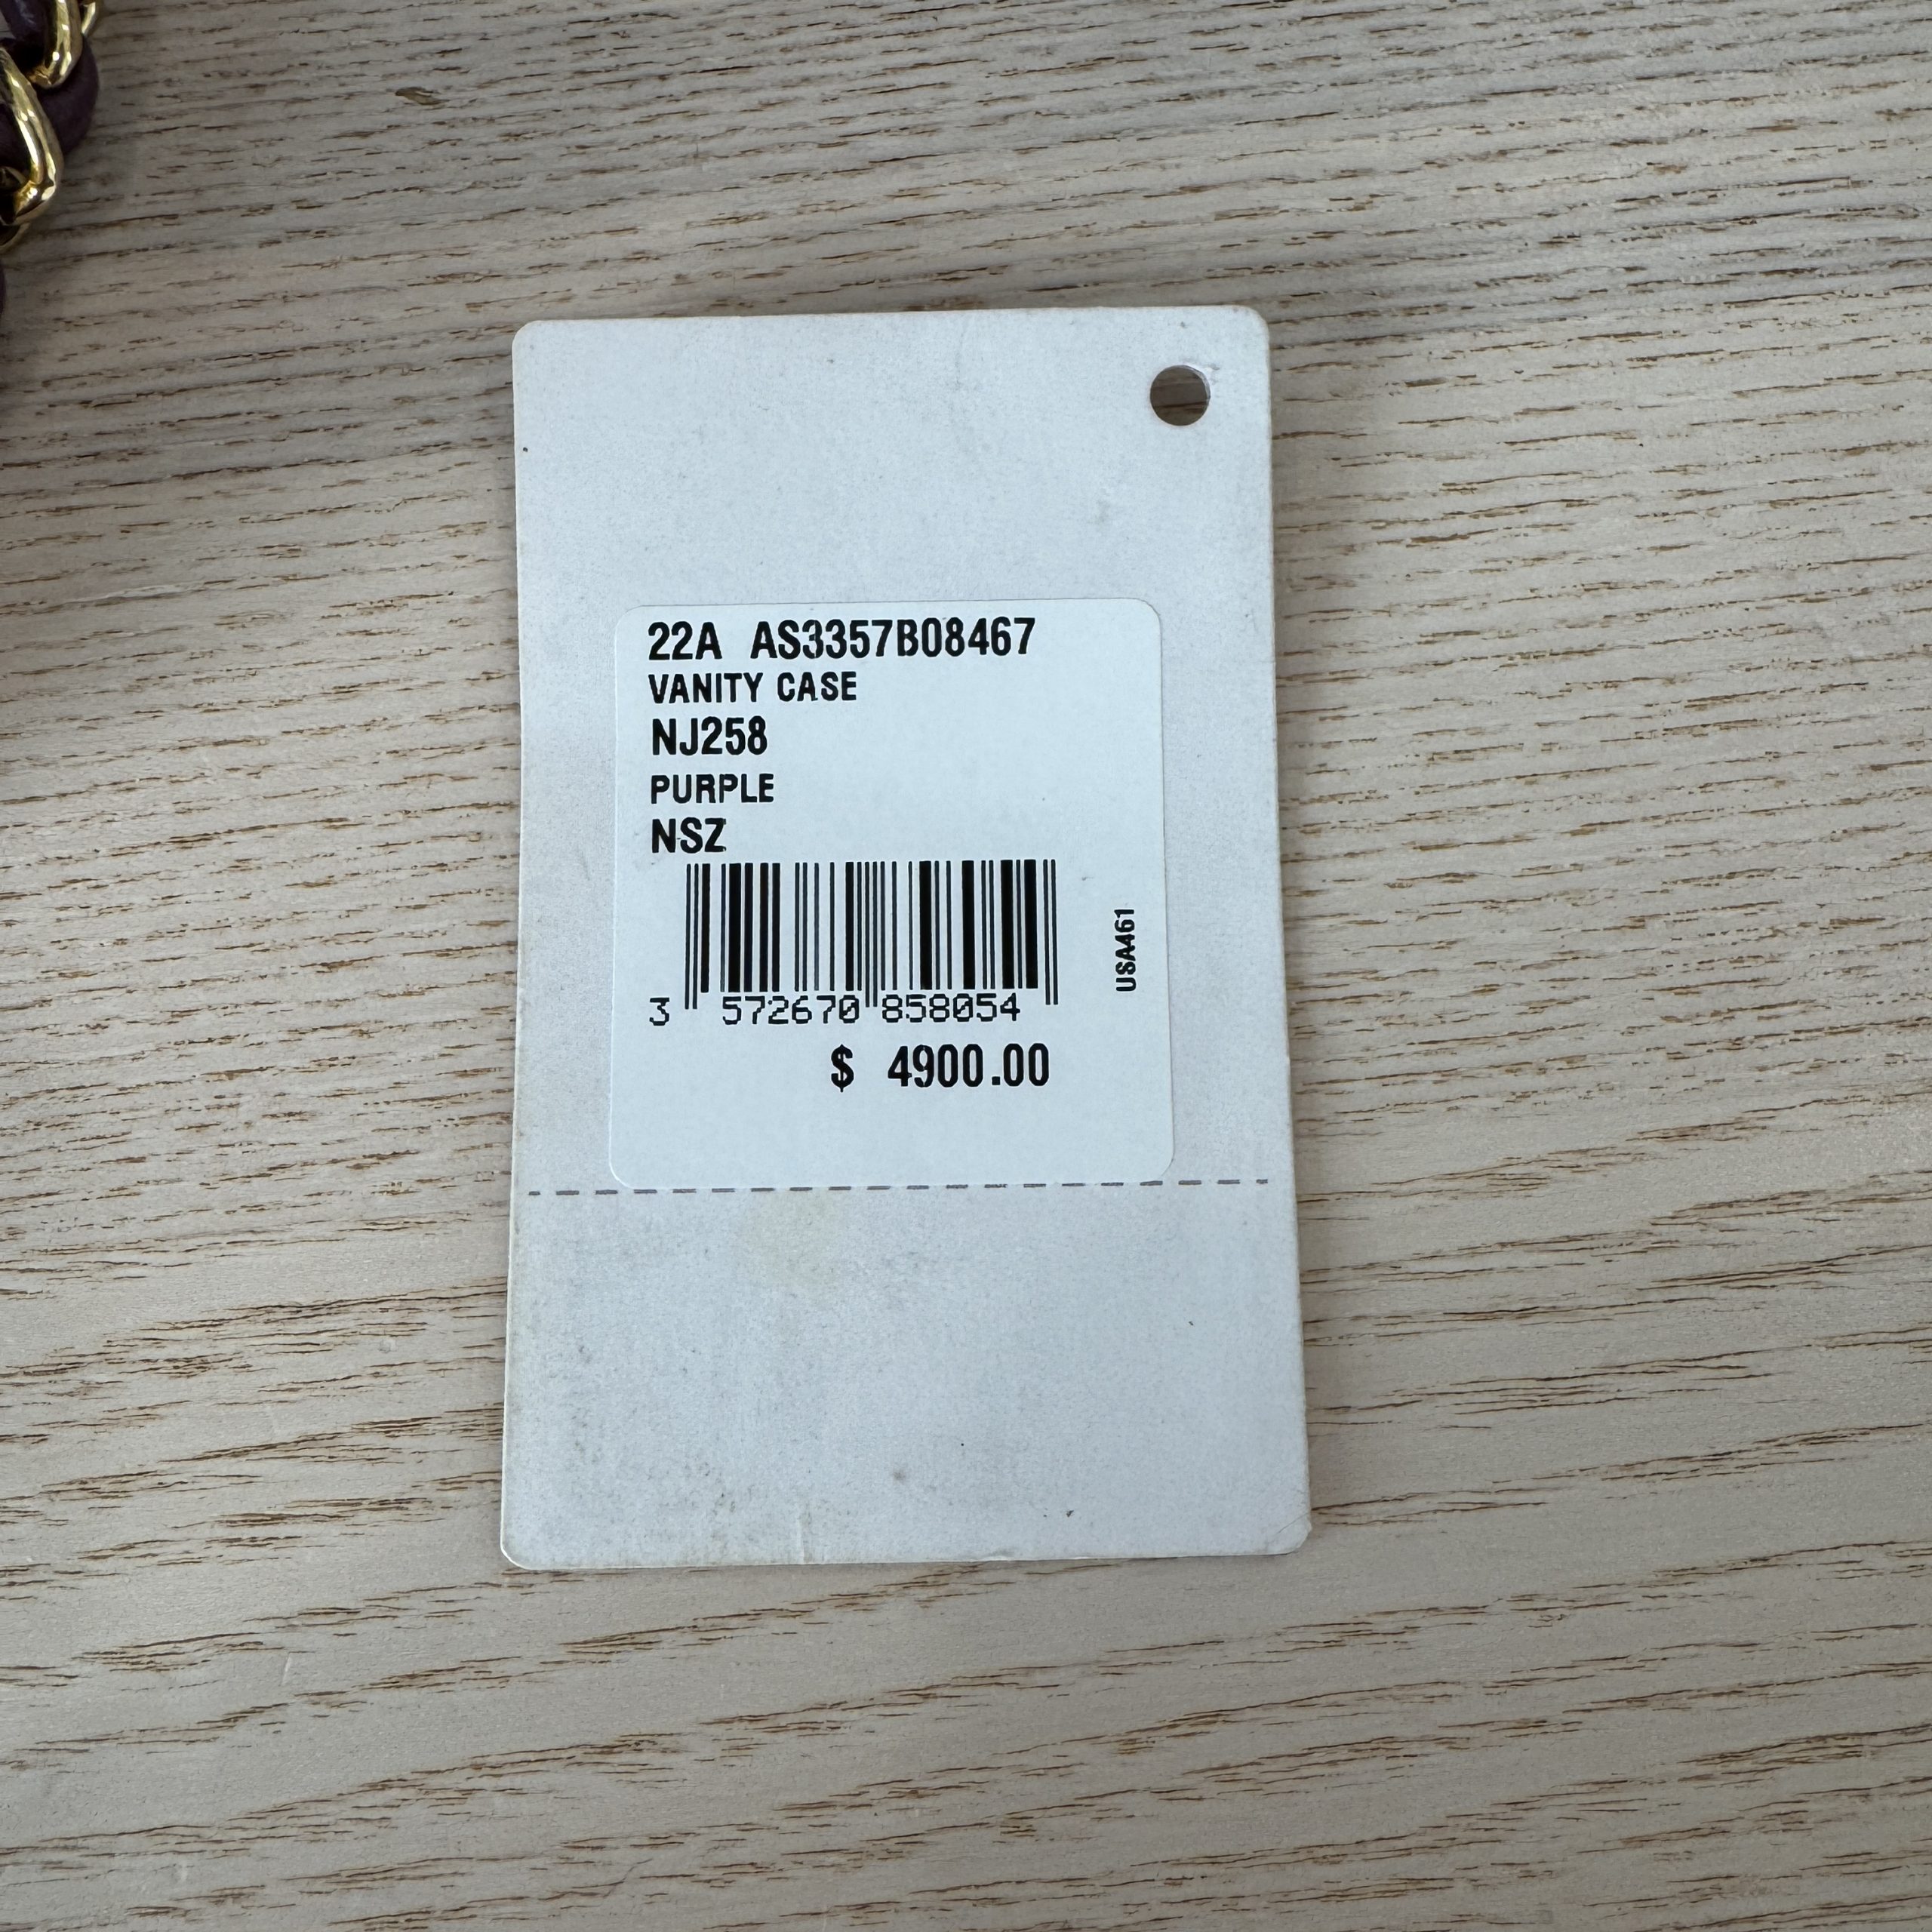 22A AS3357B08467
VANITY CASE
NJ258
PURPLE
NSZ
USA461
3 572670 858054
$ 4900.00